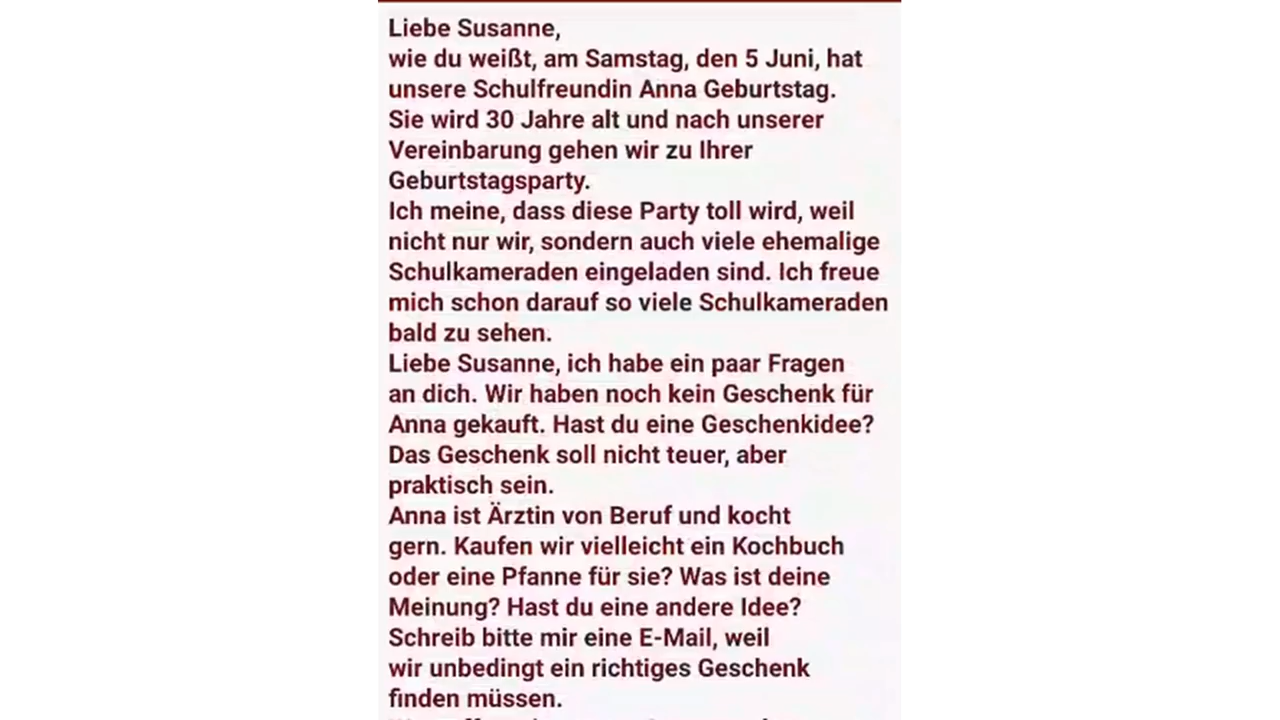 Liebe Susanne,
wie du weißt, am Samstag, den 5 Juni, hat
unsere Schulfreundin Anna Geburtstag.
Sie wird 30 Jahre alt und nach unserer
Vereinbarung gehen wir zu Ihrer
Geburtstagsparty.
Ich meine, dass diese Party toll wird, weil
nicht nur wir, sondern auch viele ehemalige
Schulkameraden eingeladen sind. Ich freue
mich schon darauf so viele Schulkameraden
bald zu sehen.
Liebe Susanne, ich habe ein paar Fragen
an dich. Wir haben noch kein Geschenk für
Anna gekauft. Hast du eine Geschenkidee?
Das Geschenk soll nicht teuer, aber
praktisch sein.
Anna ist Ärztin von Beruf und kocht
gern. Kaufen wir vielleicht ein Kochbuch
oder eine Pfanne für sie? Was ist deine
Meinung? Hast du eine andere Idee?
Schreib bitte mir eine E-Mail, weil
wir unbedingt ein richtiges Geschenk
finden müssen.